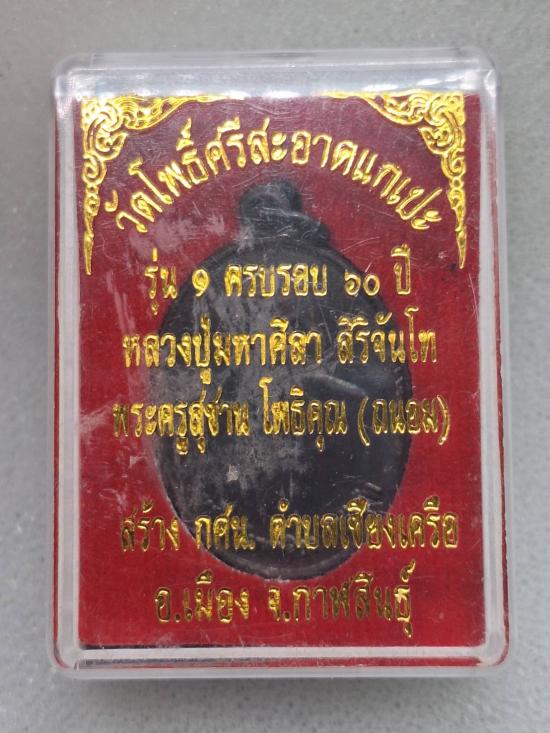 วัดโพธิ์ศรีสะอาดแกเปะ
รุ่น ๑ ครบรอบ ๖๐ ปี
หลวงปู่มหาศีลา สิริจันโท
พระครูสุชาน โพธิคุณ (ถนอม)
สร้าง กศน. ตำบลเชียงเครือ
อ.เมือง จ.กาฬสินธุ์